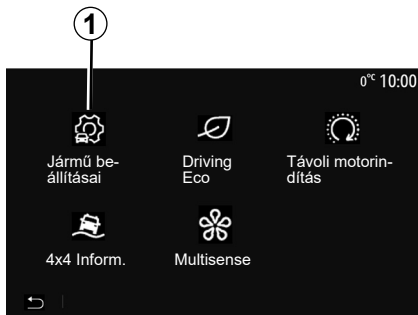 1
0°C 10:00
Jármű be-
állításai
Driving
Eco
Távoli motorin-
dítás
4x4 Inform.
Multisense